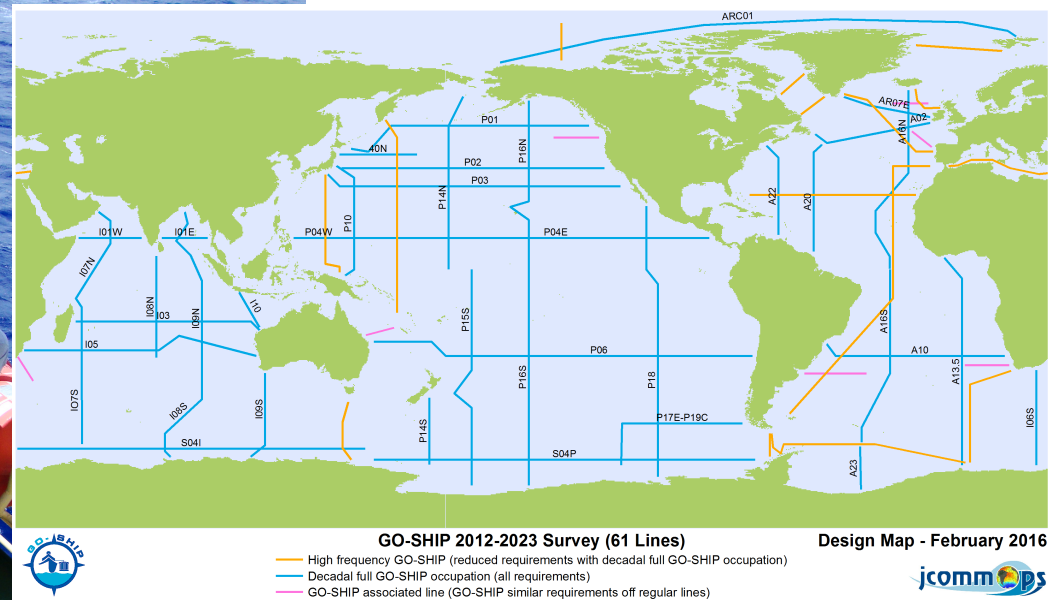 ARC01
AR07E
A02
A16N
P01
40N
P16N
P02
P03
P14N
A22
A20
P10
I01W
I01E
P04W
P04E
I07N
I08N
I10
I03
I09N
P15S
A16S
I05
P06
A10
P16S
P18
A13.5
IO7S
I08S
I09S
P14S
P17E-P19C
I06S
S04I
S04P
A23
GO-SHIP
GO-SHIP 2012-2023 Survey (61 Lines)
Design Map - February 2016
High frequency GO-SHIP (reduced requirements with decadal full GO-SHIP occupation)
Decadal full GO-SHIP occupation (all requirements)
GO-SHIP associated line (GO-SHIP similar requirements off regular lines)
jcommops